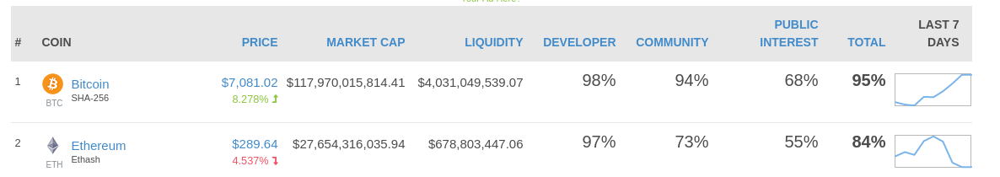 Your Ad Here?
# COIN PRICE MARKET CAP LIQUIDITY DEVELOPER COMMUNITY PUBLIC INTEREST TOTAL LAST 7 DAYS
1 Bitcoin $7,081.02 $117,970,015,814.41 $4,031,049,539.07 98% 94% 68% 95%
BTC SHA-256 8.278%
2 Ethereum $289.64 $27,654,316,035.94 $678,803,447.06 97% 73% 55% 84%
ETH Ethash 4.537%